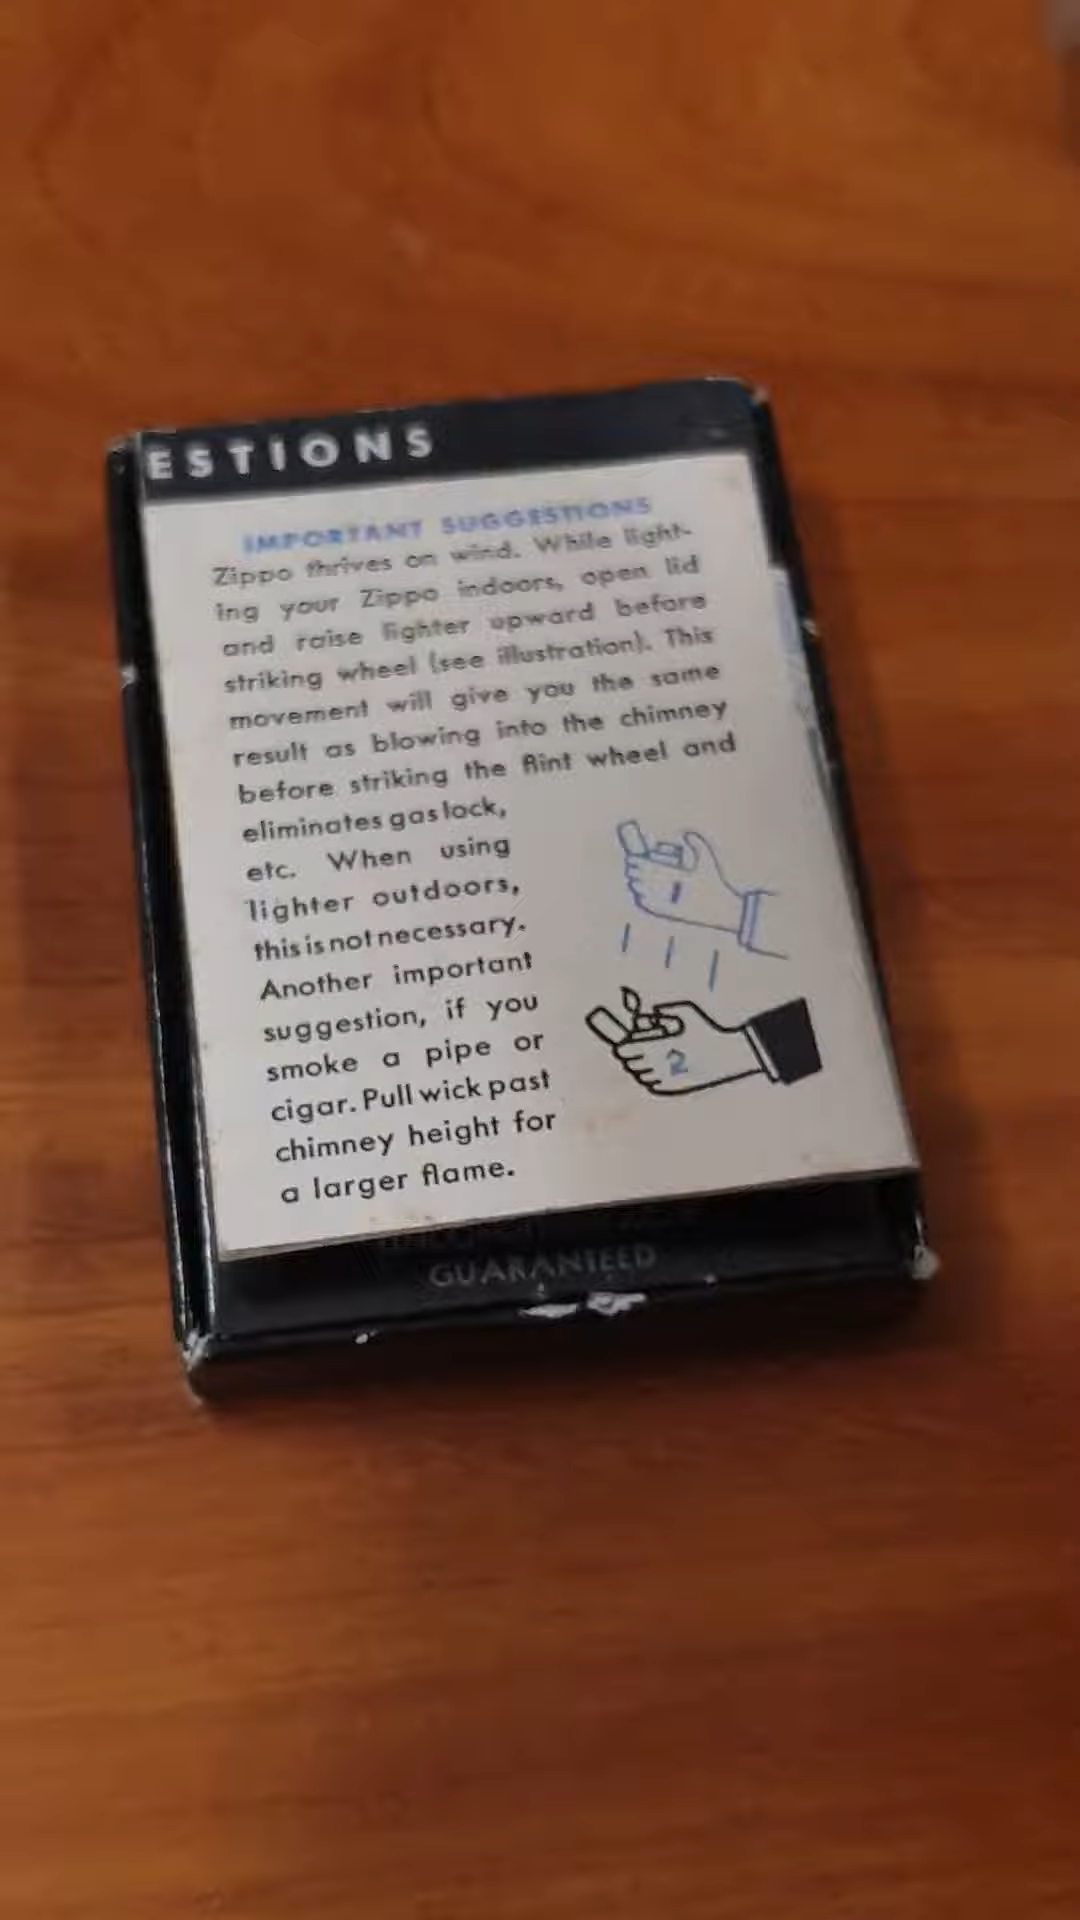 ESTIONS
IMPORTANT SUGGESTIONS
Zippo thrives on wind. While light-
ing your Zippo indoors, open lid
and raise lighter upward before
striking wheel (see illustration). This
movement will give you the same
result as blowing into the chimney
before striking the flint wheel and
eliminates gas lock,
etc. When using
lighter outdoors,
this is not necessary.
Another important
suggestion, if you
smoke a pipe or
cigar. Pull wick past
chimney height for
a larger flame.
1
2
GUARANTEED